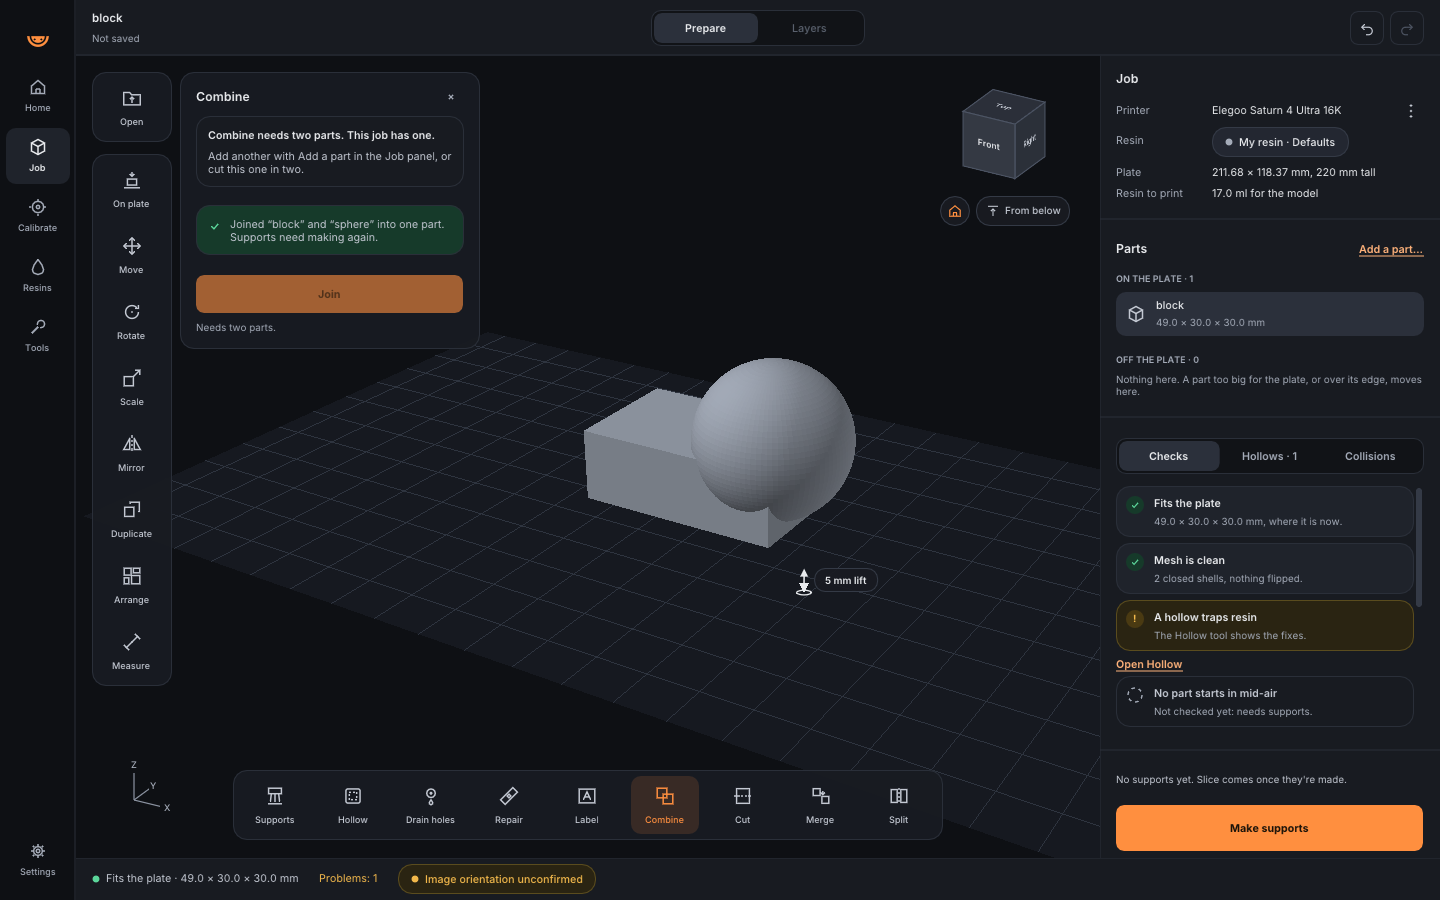 block
Not saved
Prepare
Layers
Home
Job
Calibrate
Resins
Tools
Settings
Open
On plate
Move
Rotate
Scale
Mirror
Duplicate
Arrange
Measure
Combine
×
Combine needs two parts. This job has one.
Add another with Add a part in the Job panel, or
cut this one in two.
Joined “block” and “sphere” into one part.
Supports need making again.
Join
Needs two parts.
Top
Front
Right
From below
5 mm lift
Z
Y
X
Supports
Hollow
Drain holes
Repair
Label
Combine
Cut
Merge
Split
Job
Printer
Elegoo Saturn 4 Ultra 16K
Resin
My resin · Defaults
Plate
211.68 × 118.37 mm, 220 mm tall
Resin to print
17.0 ml for the model
Parts
Add a part...
ON THE PLATE · 1
block
49.0 × 30.0 × 30.0 mm
OFF THE PLATE · 0
Nothing here. A part too big for the plate, or over its edge, moves
here.
Checks
Hollows · 1
Collisions
Fits the plate
49.0 × 30.0 × 30.0 mm, where it is now.
Mesh is clean
2 closed shells, nothing flipped.
A hollow traps resin
The Hollow tool shows the fixes.
Open Hollow
No part starts in mid-air
Not checked yet: needs supports.
No supports yet. Slice comes once they're made.
Make supports
Fits the plate · 49.0 × 30.0 × 30.0 mm
Problems: 1
Image orientation unconfirmed